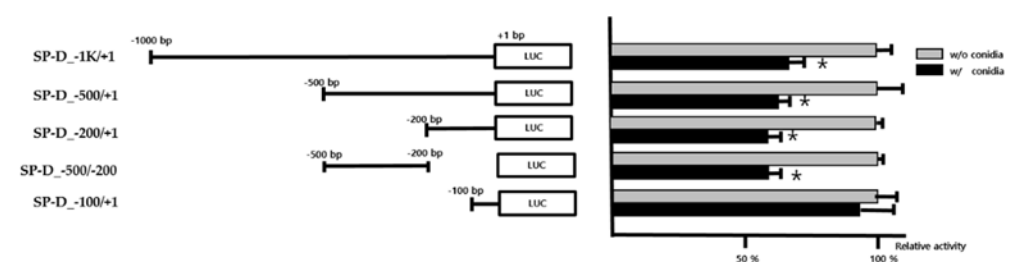 -1000 bp
+1 bp
SP-D_-1K/+1
LUC
*
w/o conidia
w/ conidia
-500 bp
SP-D_-500/+1
LUC
*
-200 bp
SP-D_-200/+1
LUC
*
-500 bp
-200 bp
SP-D_-500/-200
LUC
*
-100 bp
SP-D_-100/+1
LUC
Relative activity
50 %
100 %